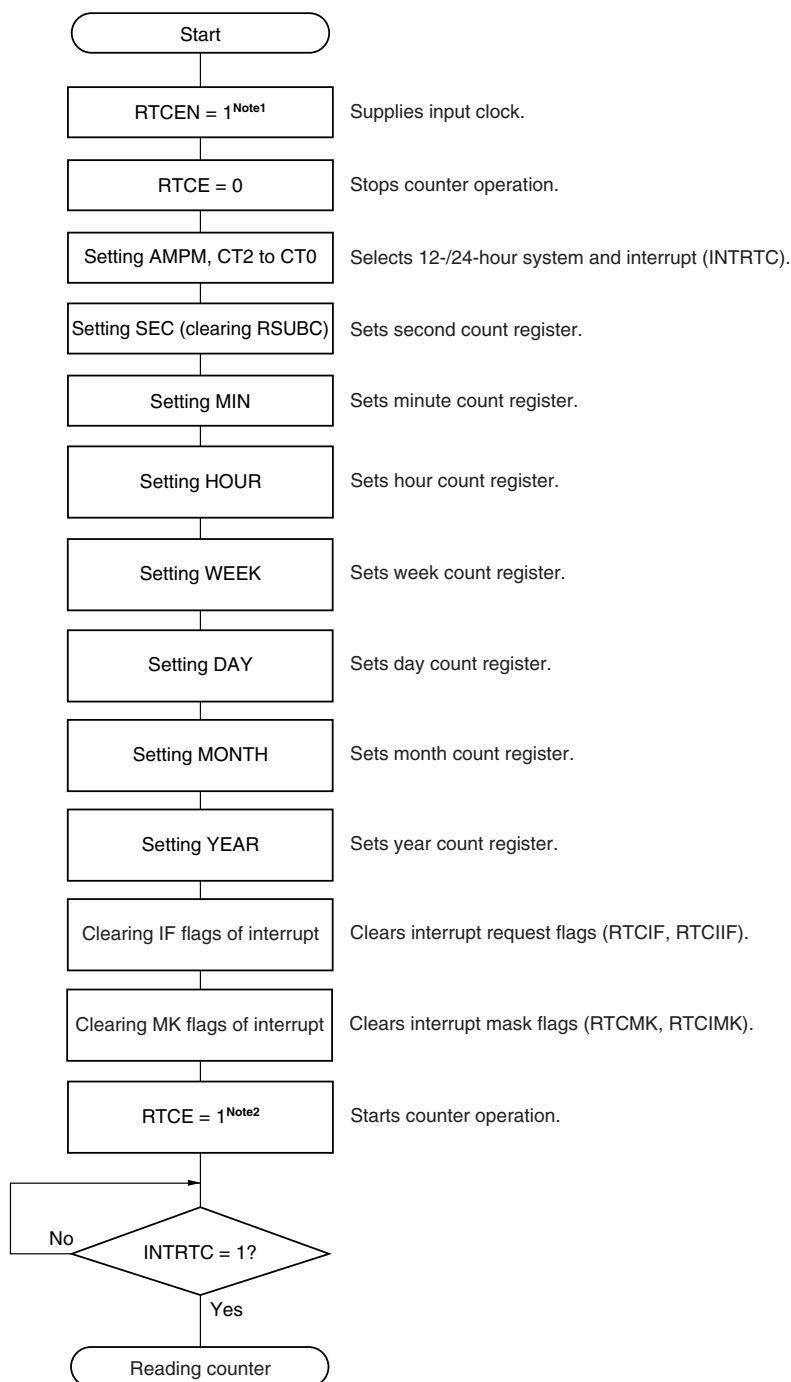 Start
RTCEN = 1Note1 Supplies input clock.
RTCE = 0 Stops counter operation.
Setting AMPM, CT2 to CT0 Selects 12-/24-hour system and interrupt (INTRTC).
Setting SEC (clearing RSUBC) Sets second count register.
Setting MIN Sets minute count register.
Setting HOUR Sets hour count register.
Setting WEEK Sets week count register.
Setting DAY Sets day count register.
Setting MONTH Sets month count register.
Setting YEAR Sets year count register.
Clearing IF flags of interrupt Clears interrupt request flags (RTCIF, RTCIIF).
Clearing MK flags of interrupt Clears interrupt mask flags (RTCMK, RTCIMK).
RTCE = 1Note2 Starts counter operation.
No
INTRTC = 1?
Yes
Reading counter